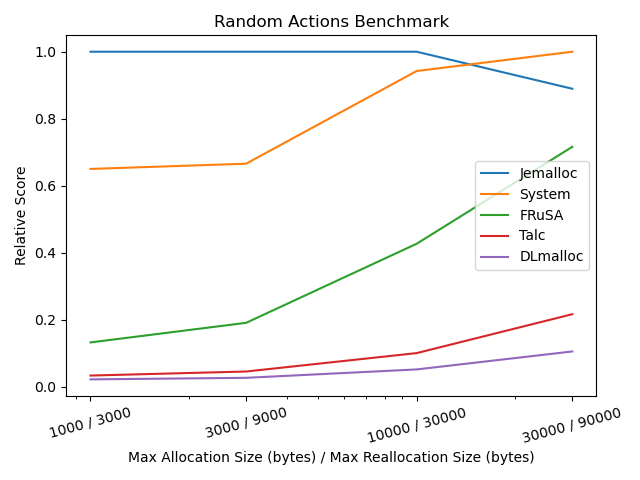 Random Actions Benchmark
Relative Score
1.0
0.8
0.6
0.4
0.2
0.0
Jemalloc
System
FRuSA
Talc
DLmalloc
1000 / 3000
3000 / 9000
10000 / 30000
30000 / 90000
Max Allocation Size (bytes) / Max Reallocation Size (bytes)